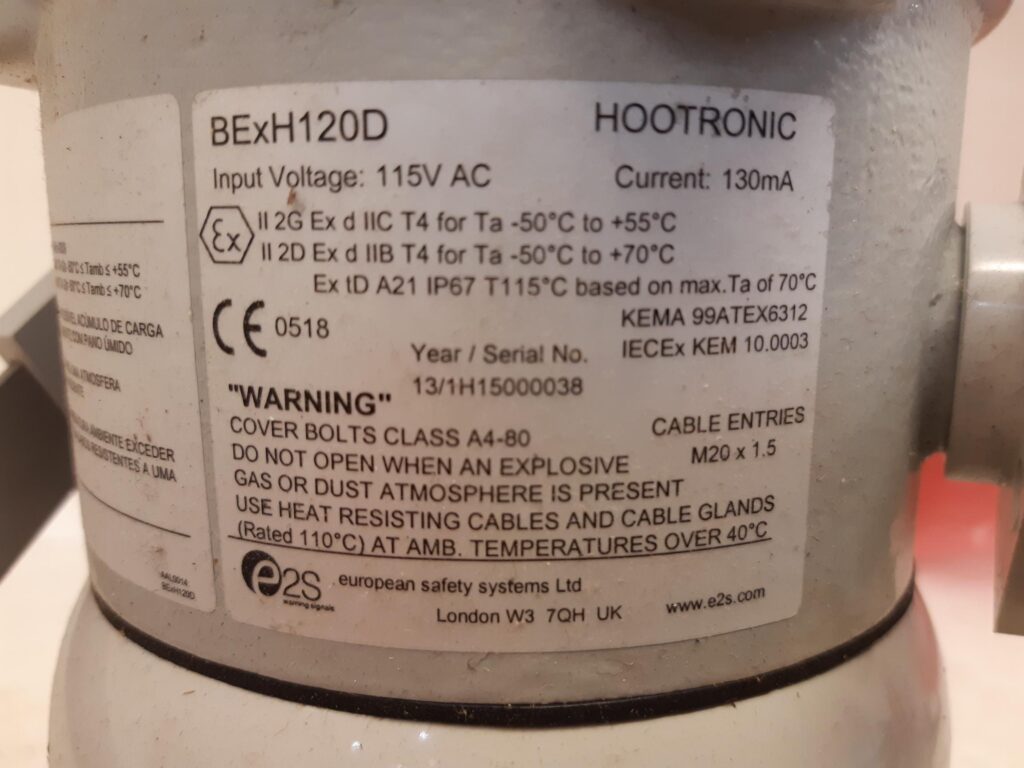 ≤ Tamb ≤ +55°C
≤ Tamb ≤ +70°C
ACÚMULO DE CARGA
COM PANO ÚMIDO
ATMOSFERA
AMBIENTE EXCEDER
RESISTENTES A UMA
AAL0014
BExH120D
BExH120D HOOTRONIC
Input Voltage: 115V AC Current: 130mA
Ex II 2G Ex d IIC T4 for Ta -50°C to +55°C
II 2D Ex d IIB T4 for Ta -50°C to +70°C
Ex tD A21 IP67 T115°C based on max.Ta of 70°C
CE 0518 KEMA 99ATEX6312
Year / Serial No. IECEx KEM 10.0003
13/1H15000038
"WARNING"
COVER BOLTS CLASS A4-80 CABLE ENTRIES
DO NOT OPEN WHEN AN EXPLOSIVE M20 x 1.5
GAS OR DUST ATMOSPHERE IS PRESENT
USE HEAT RESISTING CABLES AND CABLE GLANDS
(Rated 110°C) AT AMB. TEMPERATURES OVER 40°C
e2S european safety systems Ltd
warning signals London W3 7QH UK www.e2s.com